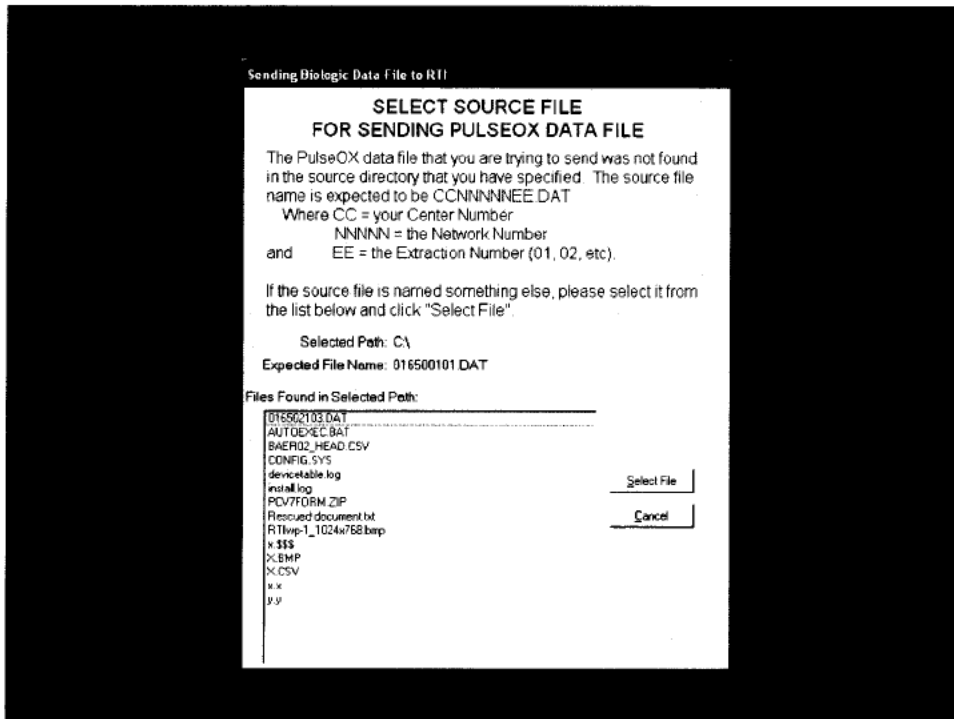 Sending Biologic Data File to RTI
SELECT SOURCE FILE
FOR SENDING PULSEOX DATA FILE
The PulseOX data file that you are trying to send was not found
in the source directory that you have specified. The source file
name is expected to be CCNNNNNEE.DAT
Where CC = your Center Number
NNNNN = the Network Number
and EE = the Extraction Number (01, 02, etc).
If the source file is named something else, please select it from
the list below and click "Select File".
Selected Path: C:\
Expected File Name: 016500101.DAT
Files Found in Selected Path:
016502103.DAT
AUTOEXEC.BAT
BAER02_HEAD.CSV
CONFIG.SYS
devicetable.log
install.log
Select File
PCV7FORM.ZIP
Rescued document.txt
Cancel
RTIwp-1_1024x768.bmp
x.$$$
X.BMP
X.CSV
x.x
y.y